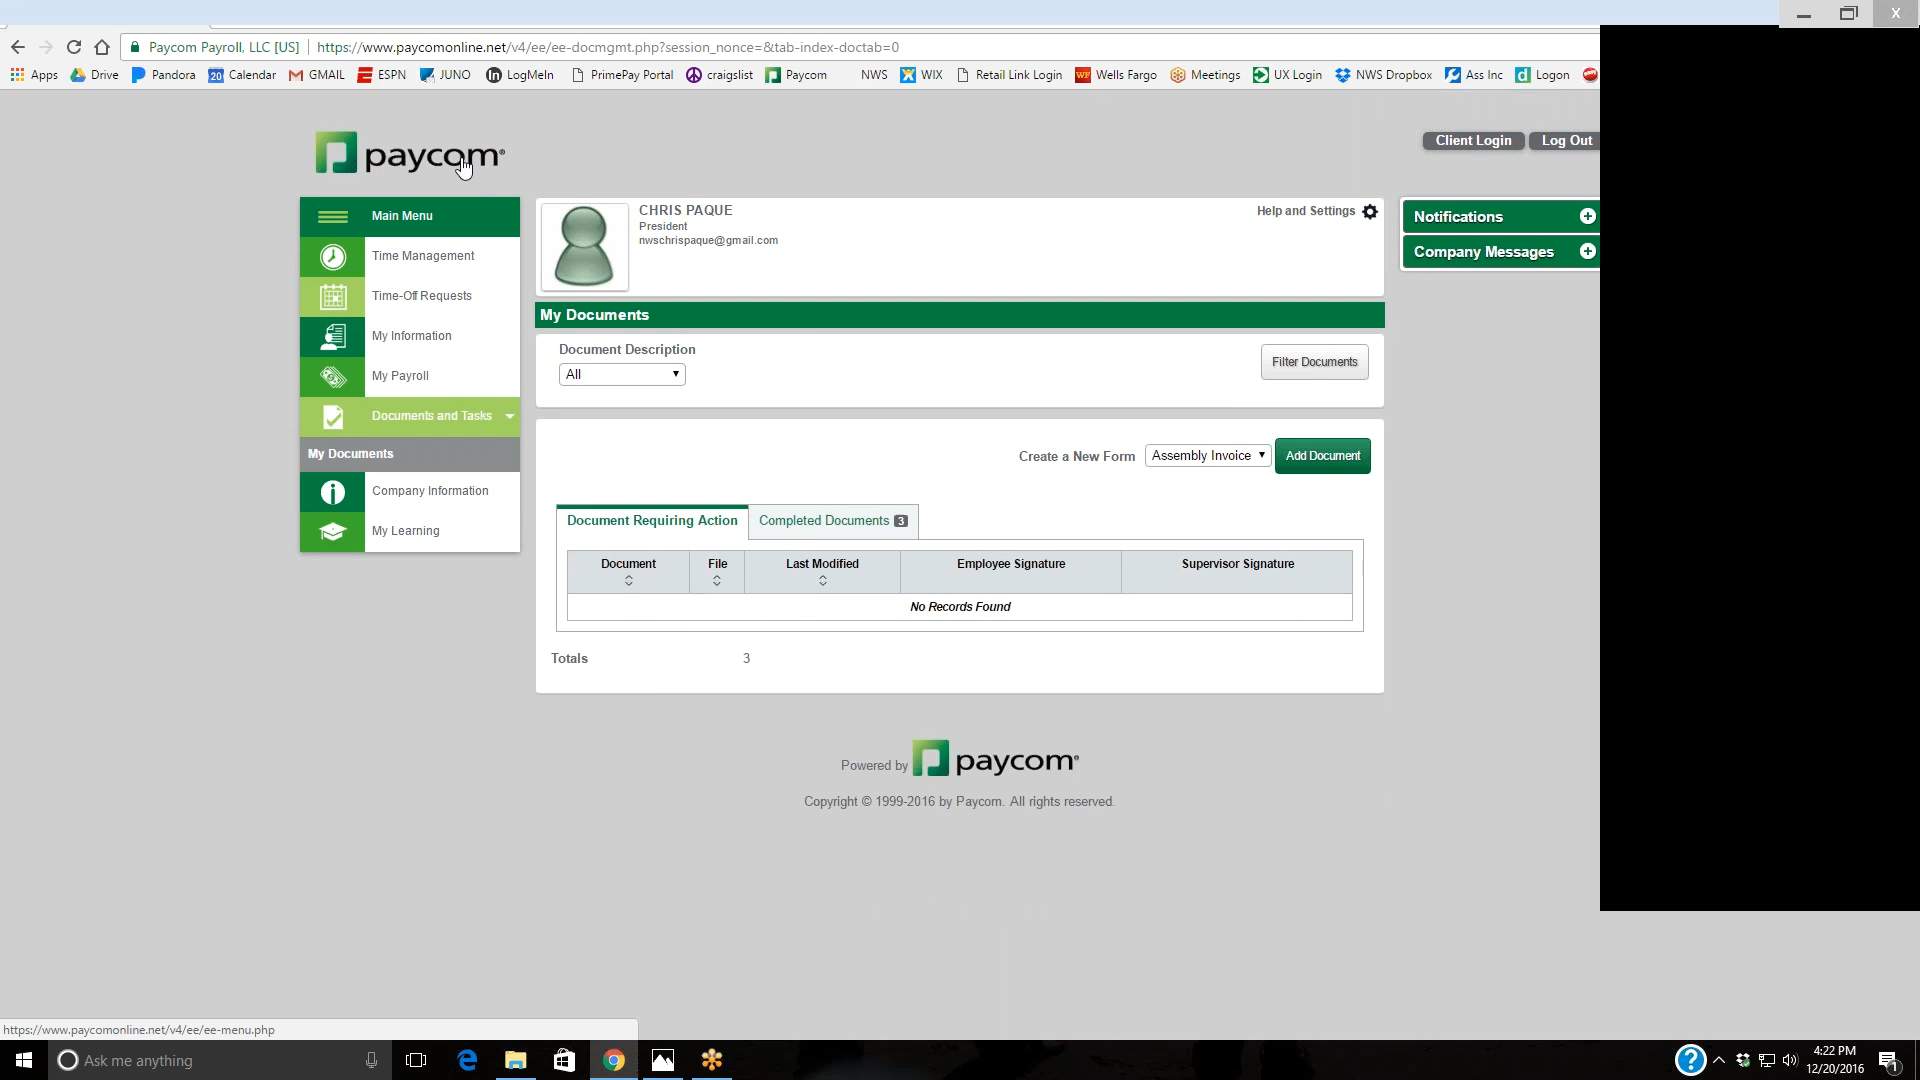 X
Paycom Payroll, LLC [US] https://www.paycomonline.net/v4/ee/ee-docmgmt.php?session_nonce=&tab-index-doctab=0
Apps Drive Pandora 20 Calendar GMAIL ESPN JUNO LogMeIn PrimePay Portal craigslist Paycom NWS WIX Retail Link Login WF Wells Fargo Meetings UX Login NWS Dropbox Ass Inc d Logon
paycom®
Client Login Log Out
Main Menu
Time Management
Time-Off Requests
My Information
My Payroll
Documents and Tasks
My Documents
Company Information
My Learning
CHRIS PAQUE
President
nwschrispaque@gmail.com
Help and Settings
Notifications
Company Messages
My Documents
Document Description
All
Filter Documents
Create a New Form Assembly Invoice Add Document
Document Requiring Action Completed Documents 3
Document File Last Modified Employee Signature Supervisor Signature
No Records Found
Totals 3
Powered by paycom®
Copyright © 1999-2016 by Paycom. All rights reserved.
https://www.paycomonline.net/v4/ee/ee-menu.php
Ask me anything
? 4:22 PM
12/20/2016
1